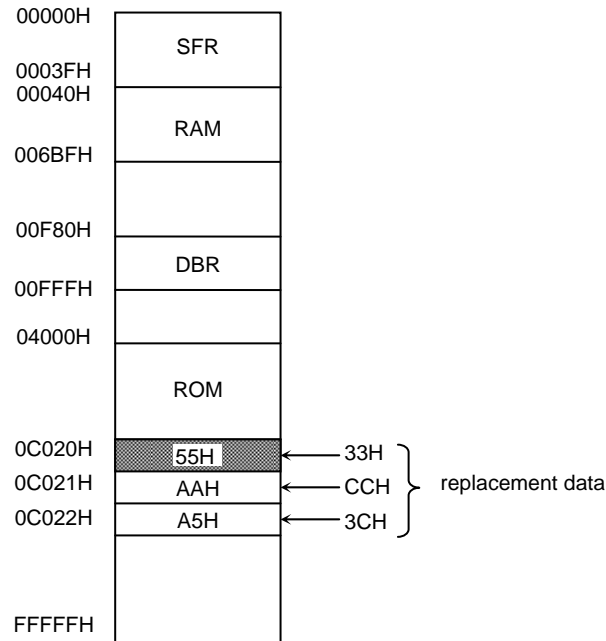 00000H
SFR
0003FH
00040H
RAM
006BFH
00F80H
DBR
00FFFH
04000H
ROM
0C020H 55H 33H
0C021H AAH CCH replacement data
0C022H A5H 3CH
FFFFFH